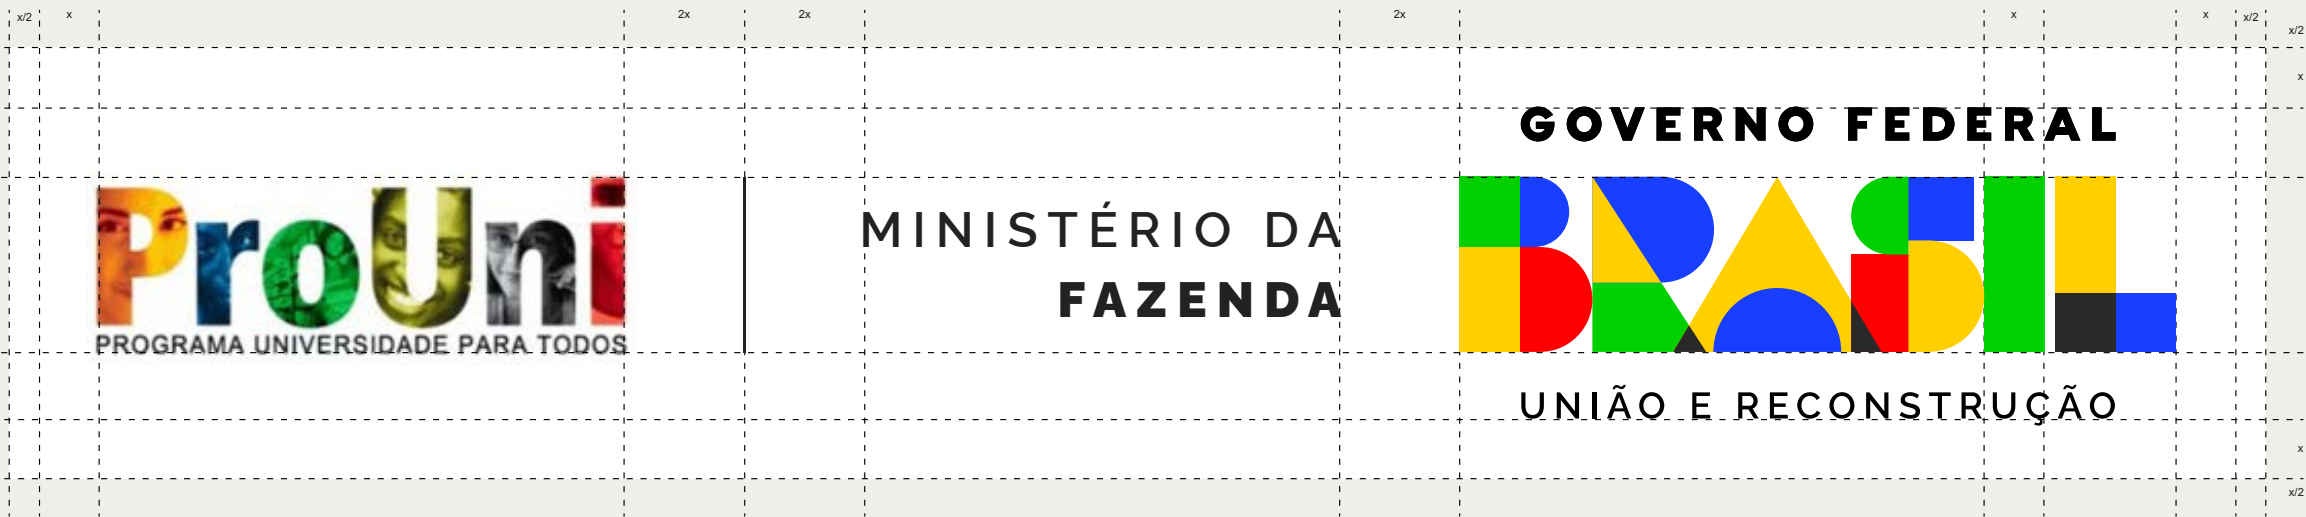 x/2 x 2x 2x 2x x x x/2
x/2
x
GOVERNO FEDERAL
ProUni
BRASIL
MINISTÉRIO DA
FAZENDA
PROGRAMA UNIVERSIDADE PARA TODOS
UNIÃO E RECONSTRUÇÃO
x
x/2